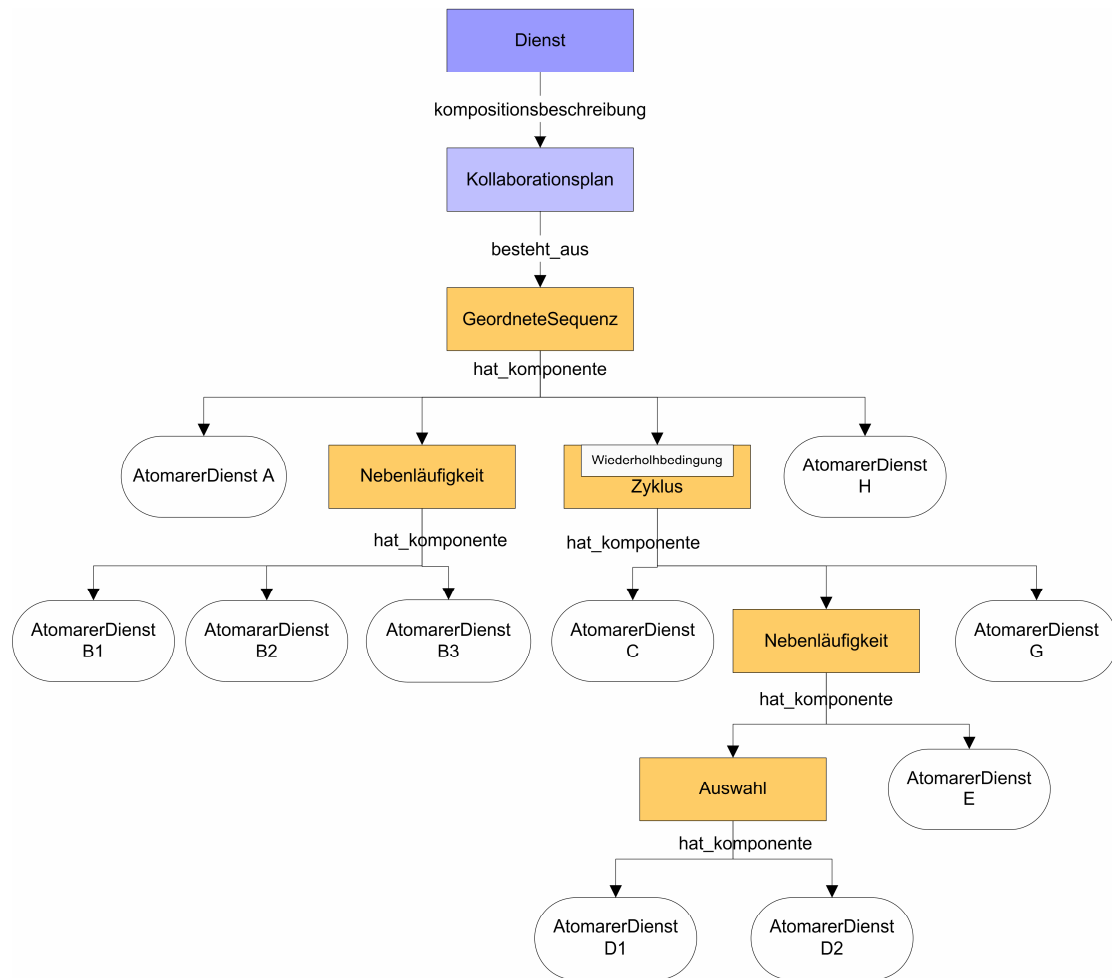 Dienst
kompositionsbeschreibung
Kollaborationsplan
besteht_aus
GeordneteSequenz
hat_komponente
AtomarerDienst A
Nebenläufigkeit
Wiederholbedingung
Zyklus
AtomarerDienst
H
hat_komponente
hat_komponente
AtomarerDienst
B1
AtomararDienst
B2
AtomarerDienst
B3
AtomarerDienst
C
Nebenläufigkeit
AtomarerDienst
G
hat_komponente
Auswahl
AtomarerDienst
E
hat_komponente
AtomarerDienst
D1
AtomarerDienst
D2